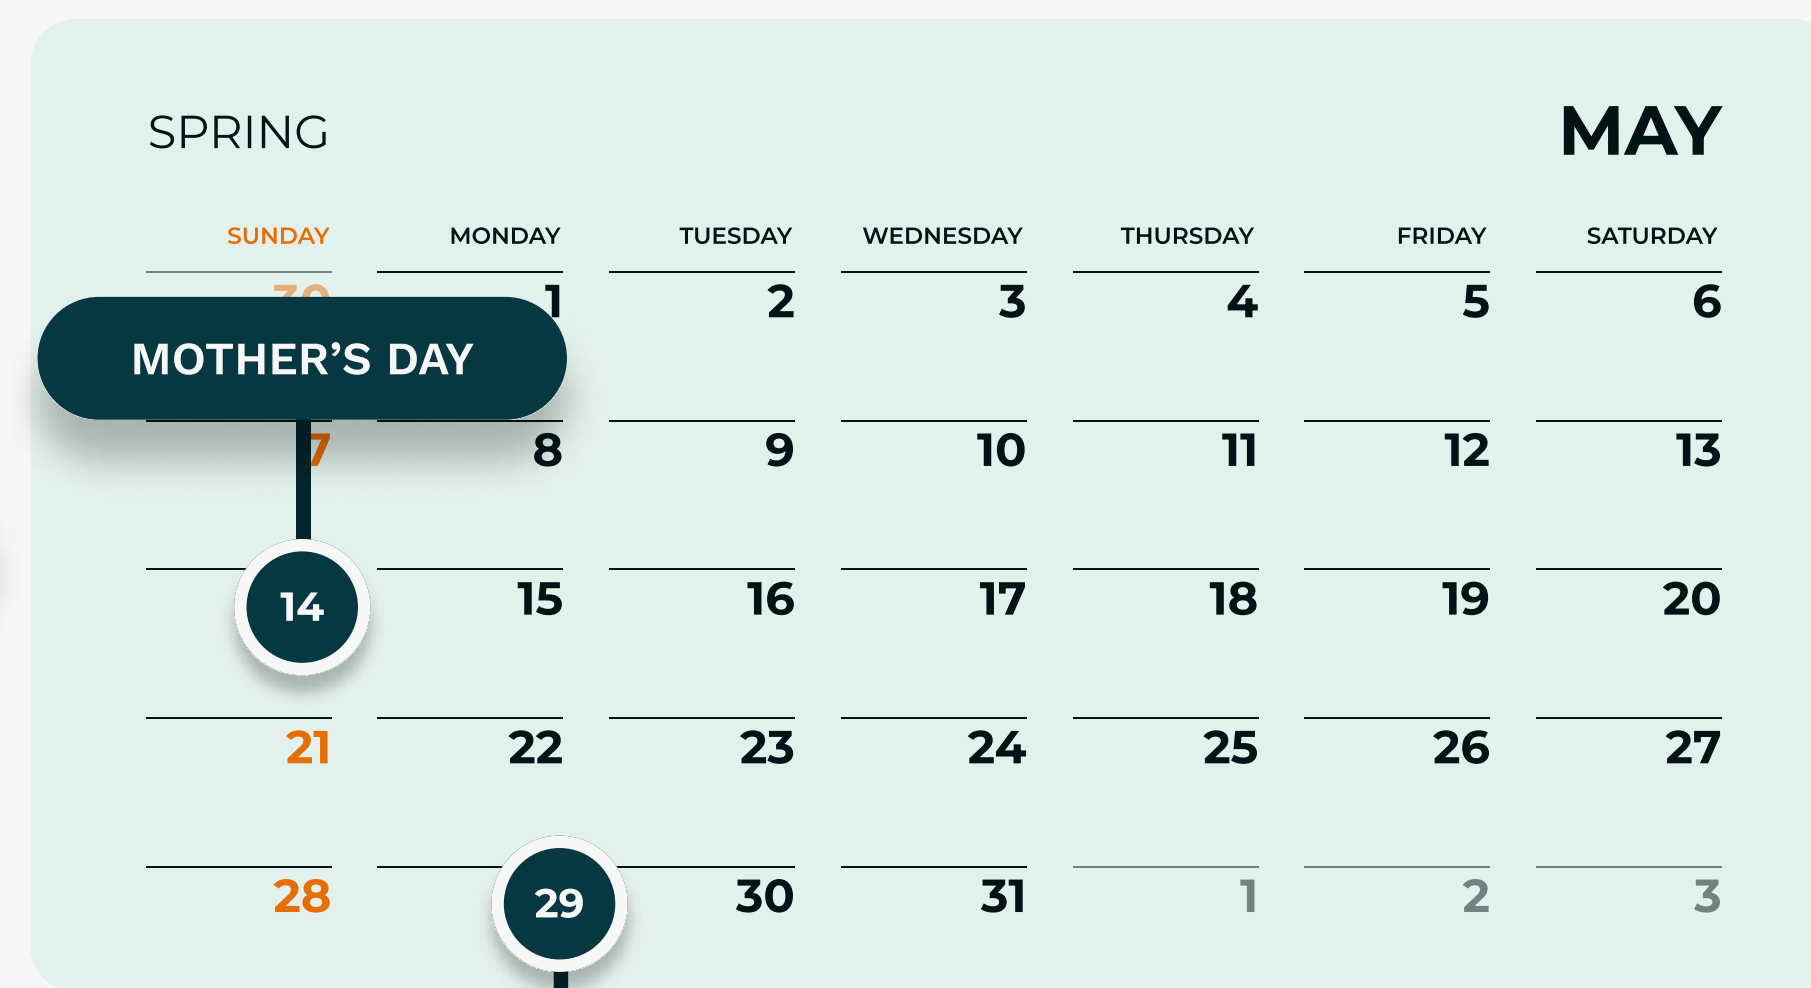 SPRING MAY
SUNDAY MONDAY TUESDAY WEDNESDAY THURSDAY FRIDAY SATURDAY
30 1 2 3 4 5 6
MOTHER’S DAY
7 8 9 10 11 12 13
14 15 16 17 18 19 20
21 22 23 24 25 26 27
28 29 30 31 1 2 3